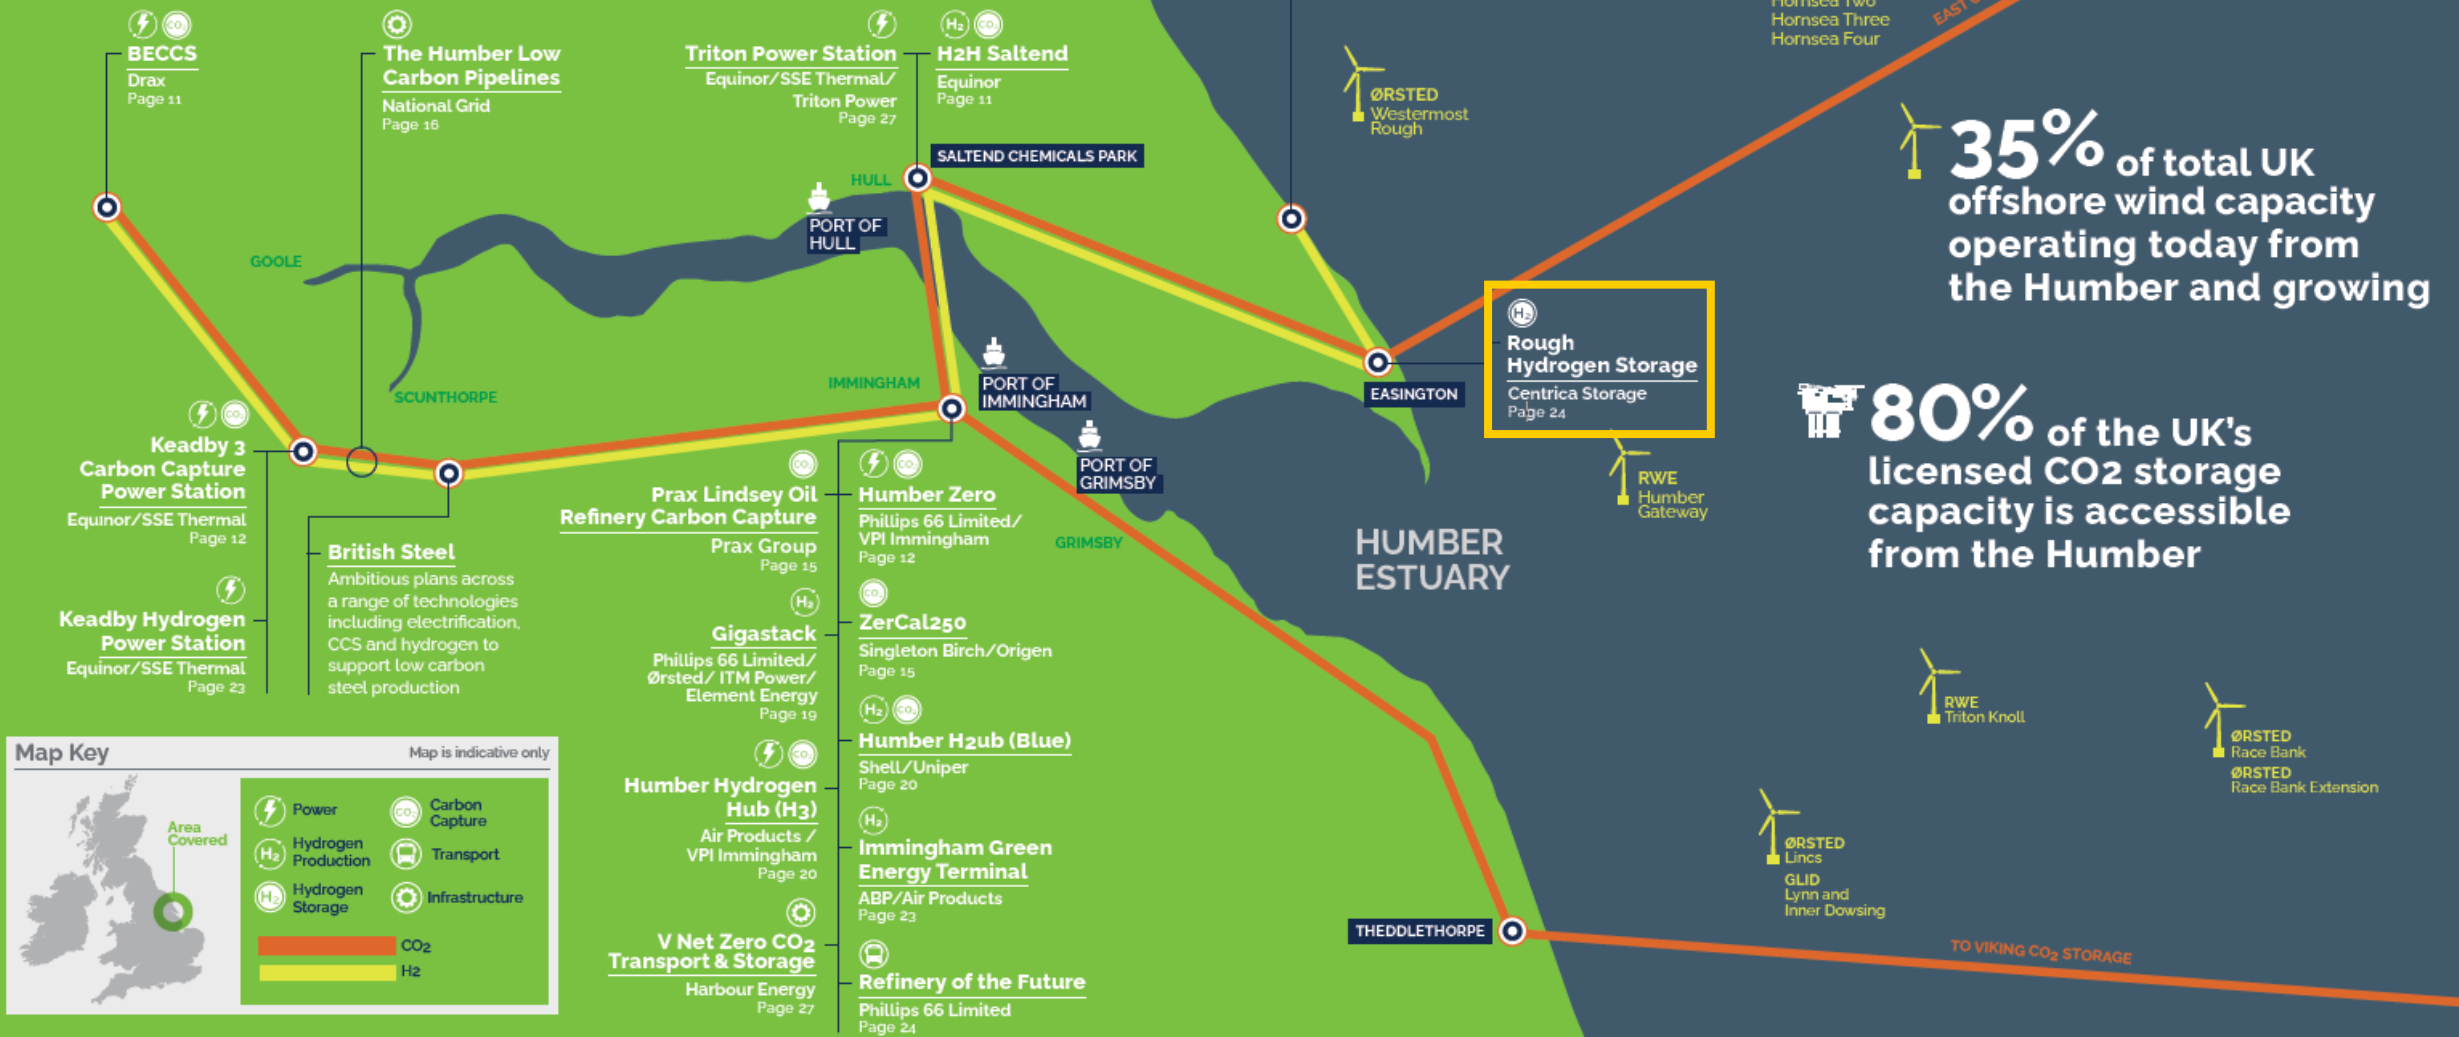 BECCS
Drax
Page 11
The Humber Low
Carbon Pipelines
National Grid
Page 16
Triton Power Station
Equinor/SSE Thermal/
Triton Power
Page 27
H2 CO2
H2H Saltend
Equinor
Page 11
SALTEND CHEMICALS PARK
HULL
PORT OF
HULL
GOOLE
SCUNTHORPE
IMMINGHAM
PORT OF
IMMINGHAM
PORT OF
GRIMSBY
GRIMSBY
EASINGTON
H2
Rough
Hydrogen Storage
Centrica Storage
Page 24
ØRSTED
Westermost
Rough
Hornsea Two
Hornsea Three
Hornsea Four
EAST
35% of total UK
offshore wind capacity
operating today from
the Humber and growing
80% of the UK's
licensed CO2 storage
capacity is accessible
from the Humber
RWE
Humber
Gateway
HUMBER
ESTUARY
Keadby 3
Carbon Capture
Power Station
Equinor/SSE Thermal
Page 12
Keadby Hydrogen
Power Station
Equinor/SSE Thermal
Page 23
British Steel
Ambitious plans across
a range of technologies
including electrification,
CCS and hydrogen to
support low carbon
steel production
Prax Lindsey Oil
Refinery Carbon Capture
Prax Group
Page 15
H2
Gigastack
Phillips 66 Limited/
Ørsted/ ITM Power/
Element Energy
Page 19
Humber Hydrogen
Hub (H3)
Air Products /
VPI Immingham
Page 20
V Net Zero CO2
Transport & Storage
Harbour Energy
Page 27
Humber Zero
Phillips 66 Limited/
VPI Immingham
Page 12
ZerCal250
Singleton Birch/Origen
Page 15
H2 CO2
Humber H2ub (Blue)
Shell/Uniper
Page 20
H2
Immingham Green
Energy Terminal
ABP/Air Products
Page 23
Refinery of the Future
Phillips 66 Limited
Page 24
THEDDLETHORPE
TO VIKING CO2 STORAGE
RWE
Triton Knoll
ØRSTED
Race Bank
ØRSTED
Race Bank Extension
ØRSTED
Lincs
GLID
Lynn and
Inner Dowsing
Map Key
Map is indicative only
Area
Covered
Power
CO2
Carbon
Capture
H2
Hydrogen
Production
Transport
H2
Hydrogen
Storage
Infrastructure
CO2
H2